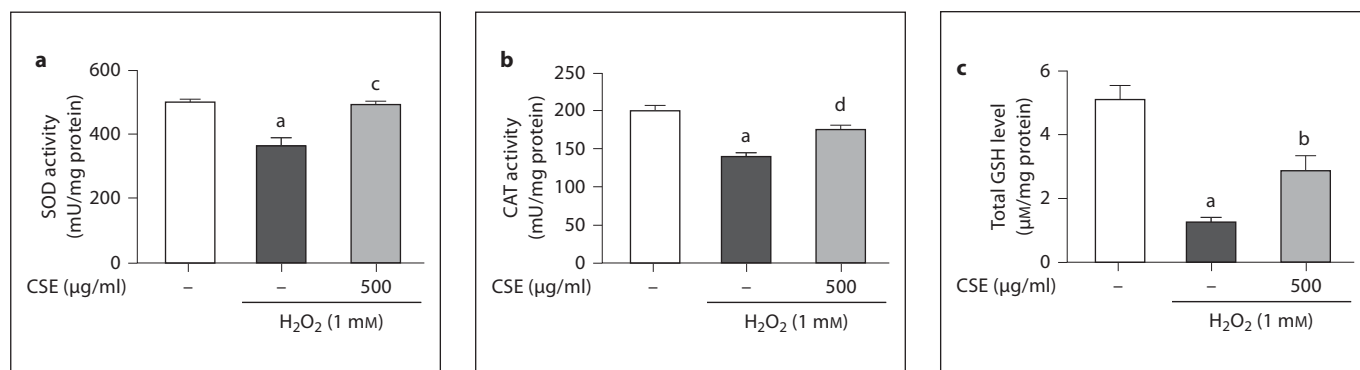 a
SOD activity
(mU/mg protein)
600
400
200
0
a
c
CSE (µg/ml)
–
–
500
H₂O₂ (1 mM)
b
CAT activity
(mU/mg protein)
250
200
150
100
50
0
a
d
CSE (µg/ml)
–
–
500
H₂O₂ (1 mM)
c
Total GSH level
(µM/mg protein)
6
4
2
0
a
b
CSE (µg/ml)
–
–
500
H₂O₂ (1 mM)